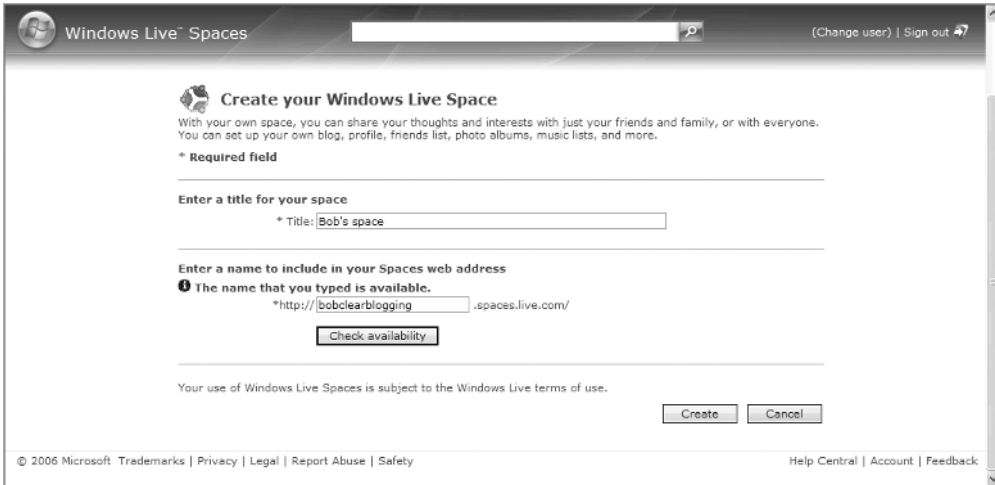 Windows Live™ Spaces
(Change user) | Sign out
Create your Windows Live Space
With your own space, you can share your thoughts and interests with just your friends and family, or with everyone.
You can set up your own blog, profile, friends list, photo albums, music lists, and more.
* Required field
Enter a title for your space
* Title: Bob's space
Enter a name to include in your Spaces web address
The name that you typed is available.
*http:// bobclearblogging .spaces.live.com/
Check availability
Your use of Windows Live Spaces is subject to the Windows Live terms of use.
Create Cancel
© 2006 Microsoft Trademarks | Privacy | Legal | Report Abuse | Safety Help Central | Account | Feedback